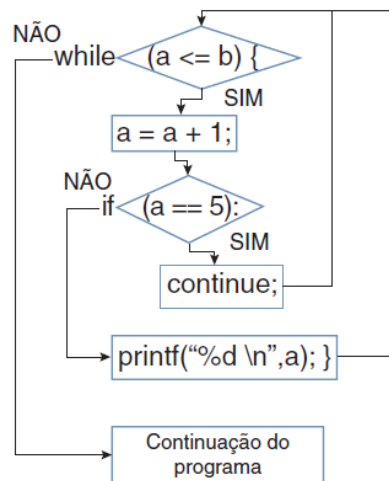 NÃO
while (a <= b) {
SIM
a = a + 1;
NÃO
if (a == 5):
SIM
continue;
printf(“%d \n”,a); }
Continuação do
programa